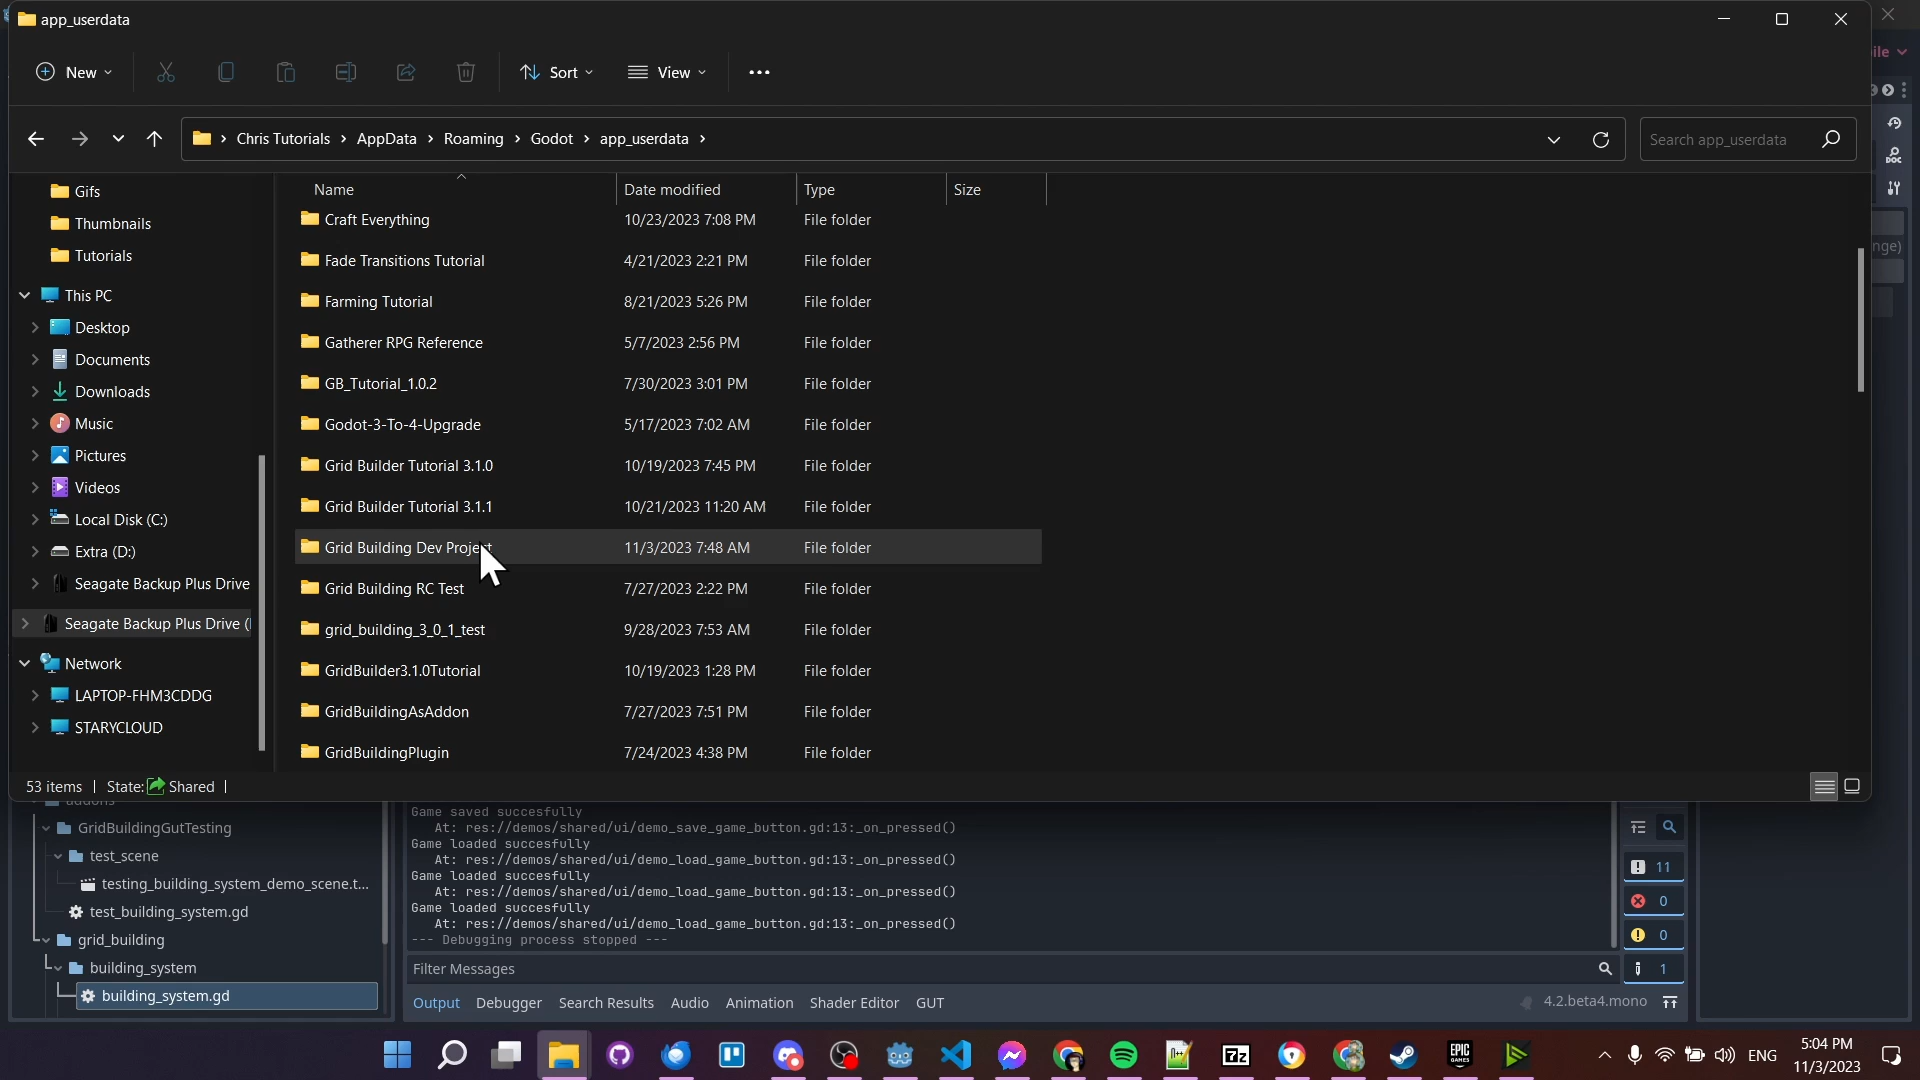 app_userdata
ile
New
Sort
View
Chris Tutorials
AppData
Roaming
Godot
app_userdata
Search app_userdata
Gifs
Thumbnails
Tutorials
This PC
Desktop
Documents
Downloads
Music
Pictures
Videos
Local Disk (C:)
Extra (D:)
Seagate Backup Plus Drive
Seagate Backup Plus Drive (
Network
LAPTOP-FHM3CDDG
STARYCLOUD
Name Date modified Type Size
Craft Everything 10/23/2023 7:08 PM File folder
Fade Transitions Tutorial 4/21/2023 2:21 PM File folder
Farming Tutorial 8/21/2023 5:26 PM File folder
Gatherer RPG Reference 5/7/2023 2:56 PM File folder
GB_Tutorial_1.0.2 7/30/2023 3:01 PM File folder
Godot-3-To-4-Upgrade 5/17/2023 7:02 AM File folder
Grid Builder Tutorial 3.1.0 10/19/2023 7:45 PM File folder
Grid Builder Tutorial 3.1.1 10/21/2023 11:20 AM File folder
Grid Building Dev Project 11/3/2023 7:48 AM File folder
Grid Building RC Test 7/27/2023 2:22 PM File folder
grid_building_3_0_1_test 9/28/2023 7:53 AM File folder
GridBuilder3.1.0Tutorial 10/19/2023 1:28 PM File folder
GridBuildingAsAddon 7/27/2023 7:51 PM File folder
GridBuildingPlugin 7/24/2023 4:38 PM File folder
DOC
nge)
53 items
State: Shared
addons
GridBuildingGutTesting
test_scene
testing_building_system_demo_scene.t...
test_building_system.gd
grid_building
building_system
building_system.gd
Game saved succesfully
At: res://demos/shared/ui/demo_save_game_button.gd:13:_on_pressed()
Game loaded succesfully
At: res://demos/shared/ui/demo_load_game_button.gd:13:_on_pressed()
Game loaded succesfully
At: res://demos/shared/ui/demo_load_game_button.gd:13:_on_pressed()
Game loaded succesfully
At: res://demos/shared/ui/demo_load_game_button.gd:13:_on_pressed()
--- Debugging process stopped ---
Filter Messages
11
0
0
1
Output Debugger Search Results Audio Animation Shader Editor GUT
4.2.beta4.mono
7z
EPIC
GAMES
ENG
5:04 PM
11/3/2023